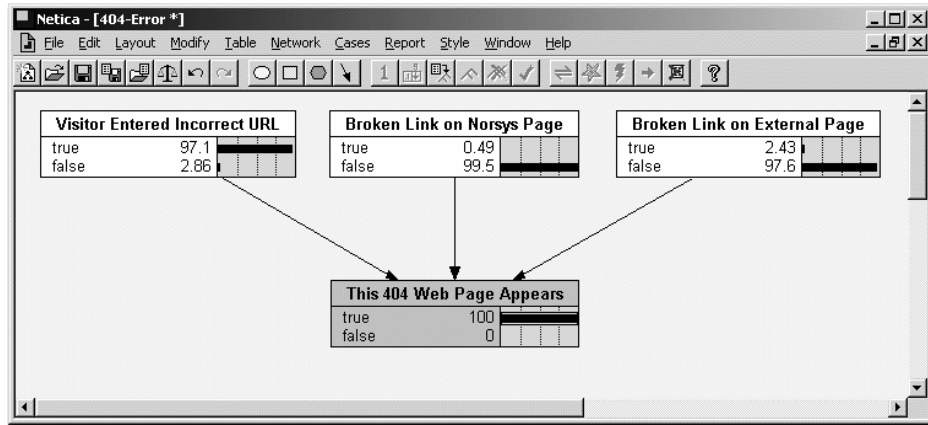 Netica - [404-Error *]
File Edit Layout Modify Table Network Cases Report Style Window Help
1 ?
Visitor Entered Incorrect URL
true 97.1
false 2.86
Broken Link on Norsys Page
true 0.49
false 99.5
Broken Link on External Page
true 2.43
false 97.6
This 404 Web Page Appears
true 100
false 0